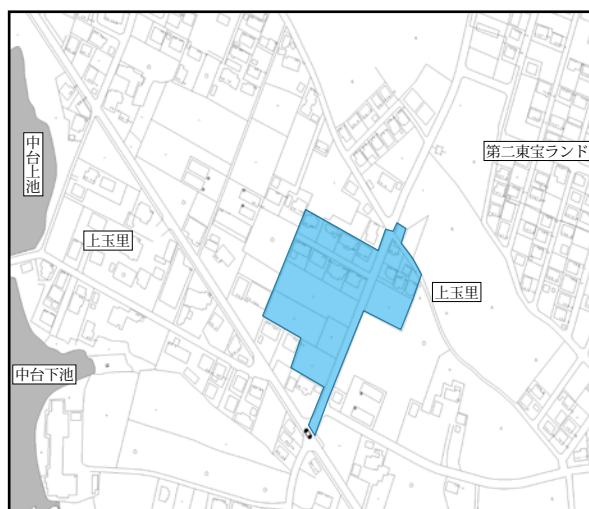 第二東宝ランド
中台上池
上玉里
上玉里
中台下池